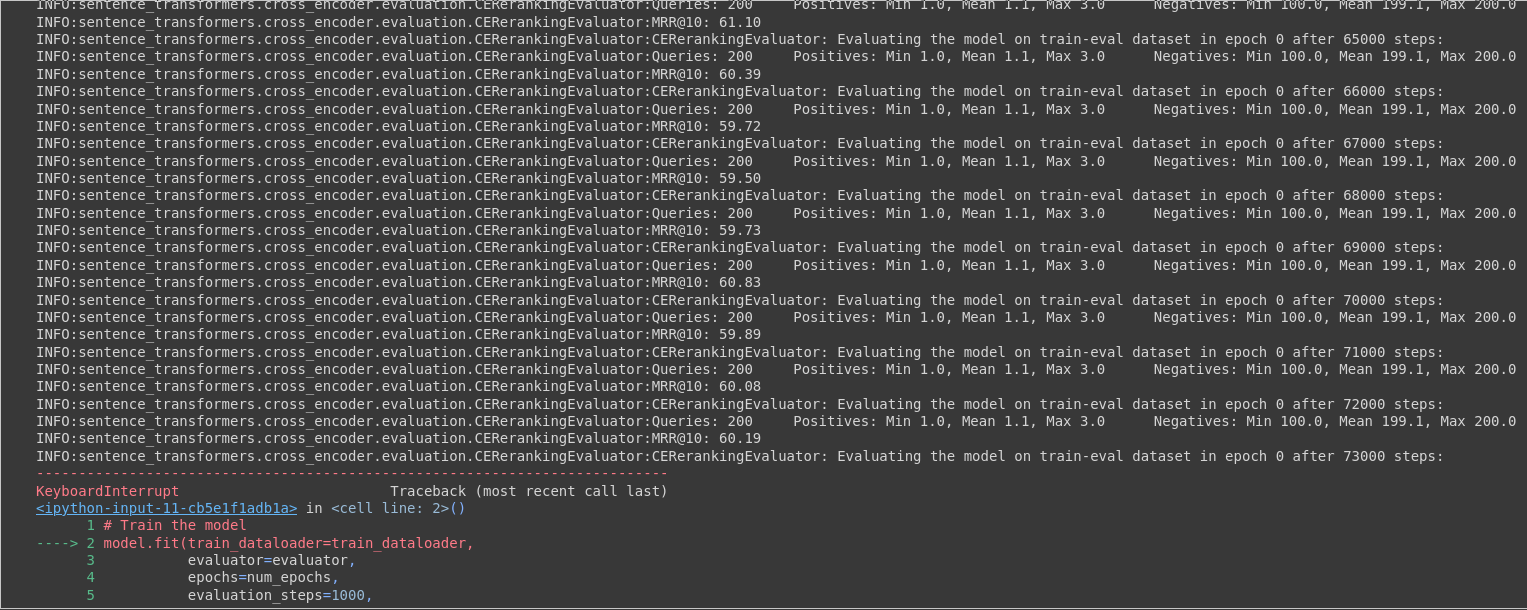 INFO:sentence_transformers.cross_encoder.evaluation.CERerankingEvaluator:Queries: 200 Positives: Min 1.0, Mean 1.1, Max 3.0 Negatives: Min 100.0, Mean 199.1, Max 200.0
INFO:sentence_transformers.cross_encoder.evaluation.CERerankingEvaluator:MRR@10: 61.10
INFO:sentence_transformers.cross_encoder.evaluation.CERerankingEvaluator:CERerankingEvaluator: Evaluating the model on train-eval dataset in epoch 0 after 65000 steps:
INFO:sentence_transformers.cross_encoder.evaluation.CERerankingEvaluator:Queries: 200 Positives: Min 1.0, Mean 1.1, Max 3.0 Negatives: Min 100.0, Mean 199.1, Max 200.0
INFO:sentence_transformers.cross_encoder.evaluation.CERerankingEvaluator:MRR@10: 60.39
INFO:sentence_transformers.cross_encoder.evaluation.CERerankingEvaluator:CERerankingEvaluator: Evaluating the model on train-eval dataset in epoch 0 after 66000 steps:
INFO:sentence_transformers.cross_encoder.evaluation.CERerankingEvaluator:Queries: 200 Positives: Min 1.0, Mean 1.1, Max 3.0 Negatives: Min 100.0, Mean 199.1, Max 200.0
INFO:sentence_transformers.cross_encoder.evaluation.CERerankingEvaluator:MRR@10: 59.72
INFO:sentence_transformers.cross_encoder.evaluation.CERerankingEvaluator:CERerankingEvaluator: Evaluating the model on train-eval dataset in epoch 0 after 67000 steps:
INFO:sentence_transformers.cross_encoder.evaluation.CERerankingEvaluator:Queries: 200 Positives: Min 1.0, Mean 1.1, Max 3.0 Negatives: Min 100.0, Mean 199.1, Max 200.0
INFO:sentence_transformers.cross_encoder.evaluation.CERerankingEvaluator:MRR@10: 59.50
INFO:sentence_transformers.cross_encoder.evaluation.CERerankingEvaluator:CERerankingEvaluator: Evaluating the model on train-eval dataset in epoch 0 after 68000 steps:
INFO:sentence_transformers.cross_encoder.evaluation.CERerankingEvaluator:Queries: 200 Positives: Min 1.0, Mean 1.1, Max 3.0 Negatives: Min 100.0, Mean 199.1, Max 200.0
INFO:sentence_transformers.cross_encoder.evaluation.CERerankingEvaluator:MRR@10: 59.73
INFO:sentence_transformers.cross_encoder.evaluation.CERerankingEvaluator:CERerankingEvaluator: Evaluating the model on train-eval dataset in epoch 0 after 69000 steps:
INFO:sentence_transformers.cross_encoder.evaluation.CERerankingEvaluator:Queries: 200 Positives: Min 1.0, Mean 1.1, Max 3.0 Negatives: Min 100.0, Mean 199.1, Max 200.0
INFO:sentence_transformers.cross_encoder.evaluation.CERerankingEvaluator:MRR@10: 60.83
INFO:sentence_transformers.cross_encoder.evaluation.CERerankingEvaluator:CERerankingEvaluator: Evaluating the model on train-eval dataset in epoch 0 after 70000 steps:
INFO:sentence_transformers.cross_encoder.evaluation.CERerankingEvaluator:Queries: 200 Positives: Min 1.0, Mean 1.1, Max 3.0 Negatives: Min 100.0, Mean 199.1, Max 200.0
INFO:sentence_transformers.cross_encoder.evaluation.CERerankingEvaluator:MRR@10: 59.89
INFO:sentence_transformers.cross_encoder.evaluation.CERerankingEvaluator:CERerankingEvaluator: Evaluating the model on train-eval dataset in epoch 0 after 71000 steps:
INFO:sentence_transformers.cross_encoder.evaluation.CERerankingEvaluator:Queries: 200 Positives: Min 1.0, Mean 1.1, Max 3.0 Negatives: Min 100.0, Mean 199.1, Max 200.0
INFO:sentence_transformers.cross_encoder.evaluation.CERerankingEvaluator:MRR@10: 60.08
INFO:sentence_transformers.cross_encoder.evaluation.CERerankingEvaluator:CERerankingEvaluator: Evaluating the model on train-eval dataset in epoch 0 after 72000 steps:
INFO:sentence_transformers.cross_encoder.evaluation.CERerankingEvaluator:Queries: 200 Positives: Min 1.0, Mean 1.1, Max 3.0 Negatives: Min 100.0, Mean 199.1, Max 200.0
INFO:sentence_transformers.cross_encoder.evaluation.CERerankingEvaluator:MRR@10: 60.19
INFO:sentence_transformers.cross_encoder.evaluation.CERerankingEvaluator:CERerankingEvaluator: Evaluating the model on train-eval dataset in epoch 0 after 73000 steps:
---------------------------------------------------------------------------
KeyboardInterrupt Traceback (most recent call last)
<ipython-input-11-cb5e1f1adb1a> in <cell line: 2>()
1 # Train the model
----> 2 model.fit(train_dataloader=train_dataloader,
3 evaluator=evaluator,
4 epochs=num_epochs,
5 evaluation_steps=1000,